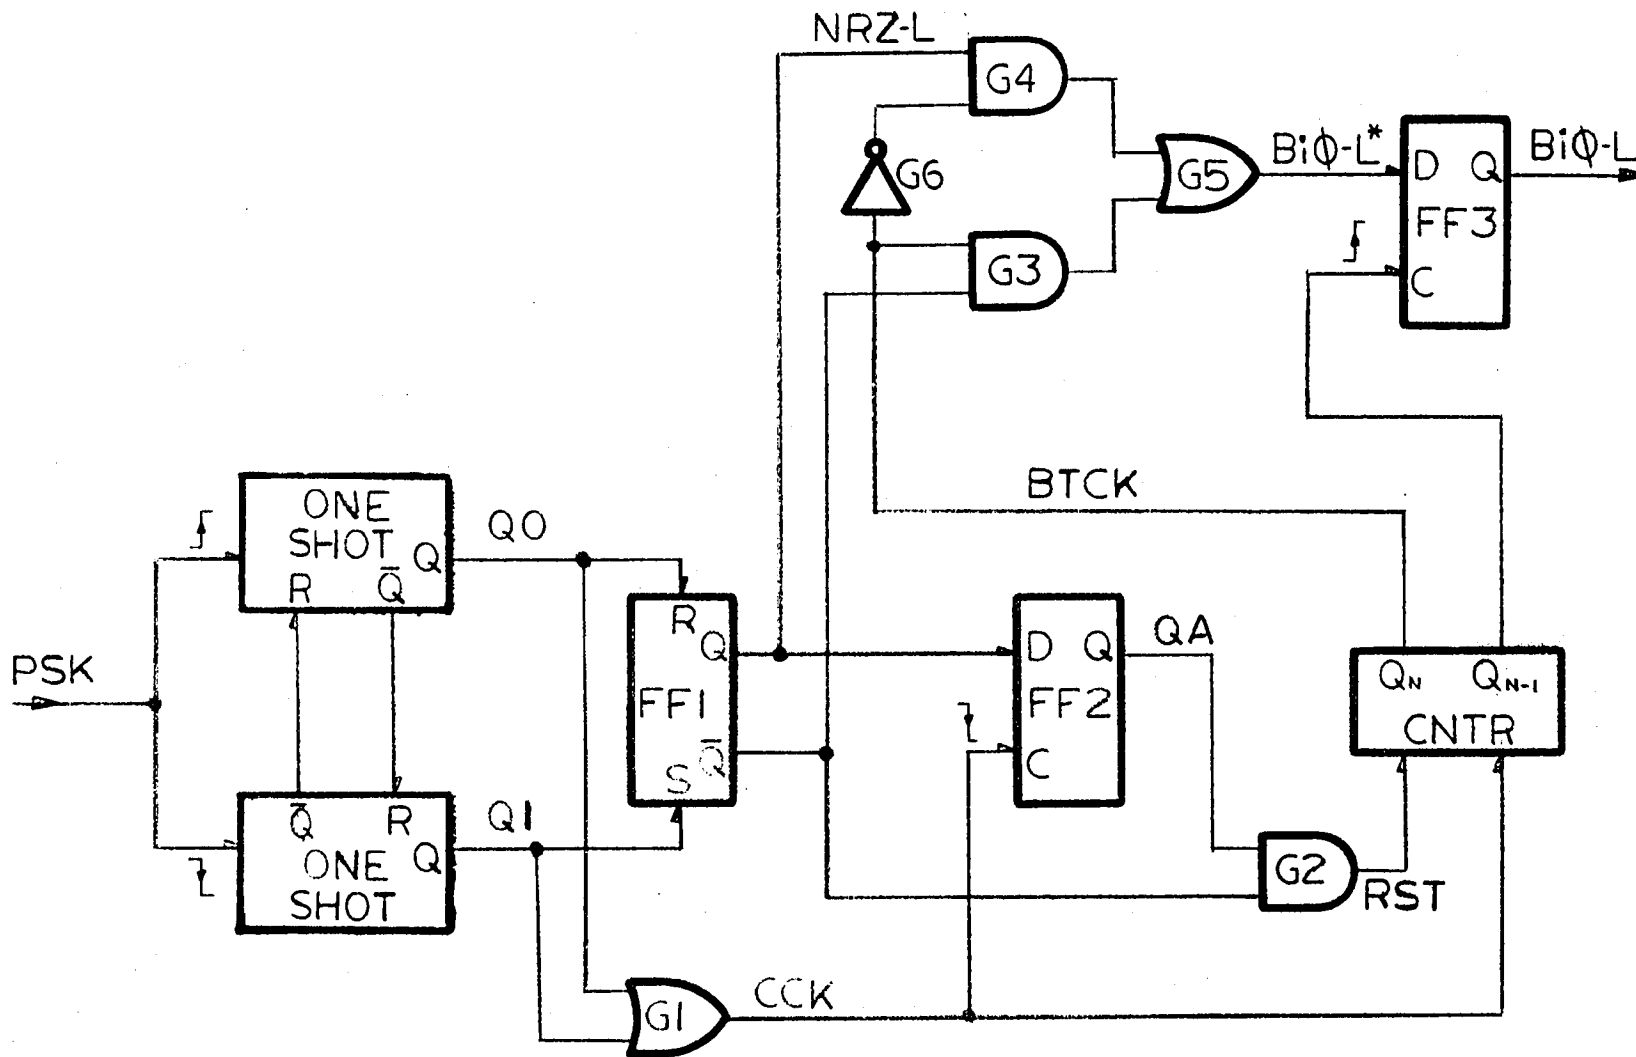 NRZ-L
G4
G6
G5
BiΦ-L*
D Q
FF3
C
BiΦ-L
G3
BTCK
ONE
SHOT
Q
R Q̄
Q0
PSK
R
Q
FF1
S Q̄
D Q
FF2
C
QA
QN QN-1
CNTR
Q̄ R
Q
ONE
SHOT
Q1
G2
RST
G1
CCK